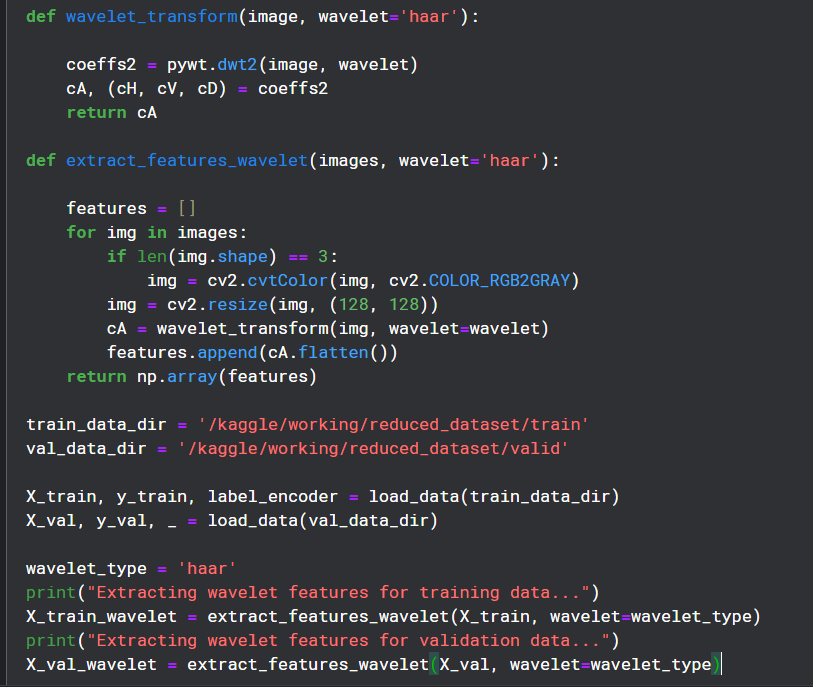 def wavelet_transform(image, wavelet='haar'):
    coeffs2 = pywt.dwt2(image, wavelet)
    cA, (cH, cV, cD) = coeffs2
    return cA
def extract_features_wavelet(images, wavelet='haar'):
    features = []
    for img in images:
        if len(img.shape) == 3:
            img = cv2.cvtColor(img, cv2.COLOR_RGB2GRAY)
        img = cv2.resize(img, (128, 128))
        cA = wavelet_transform(img, wavelet=wavelet)
        features.append(cA.flatten())
    return np.array(features)
train_data_dir = '/kaggle/working/reduced_dataset/train'
val_data_dir = '/kaggle/working/reduced_dataset/valid'
X_train, y_train, label_encoder = load_data(train_data_dir)
X_val, y_val, _ = load_data(val_data_dir)
wavelet_type = 'haar'
print("Extracting wavelet features for training data...")
X_train_wavelet = extract_features_wavelet(X_train, wavelet=wavelet_type)
print("Extracting wavelet features for validation data...")
X_val_wavelet = extract_features_wavelet(X_val, wavelet=wavelet_type)